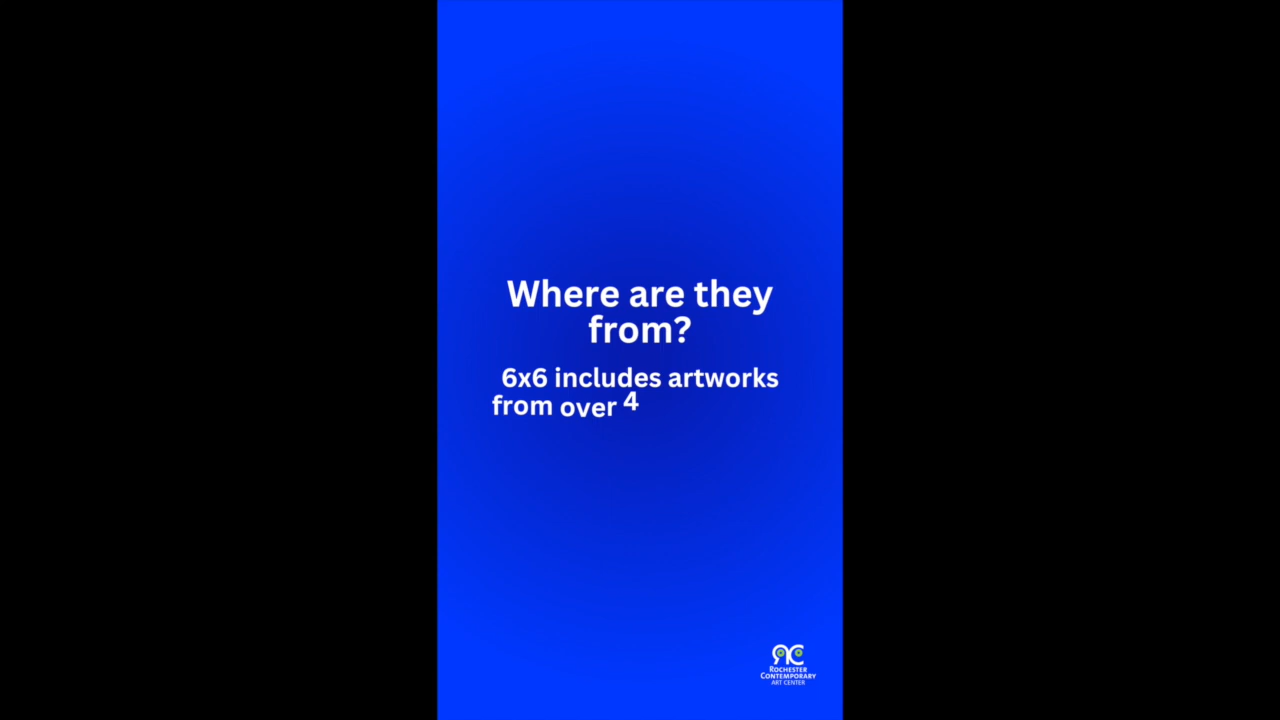 Where are they
from?
6x6 includes artworks
from over 4
ROCHESTER
CONTEMPORARY
ART CENTER